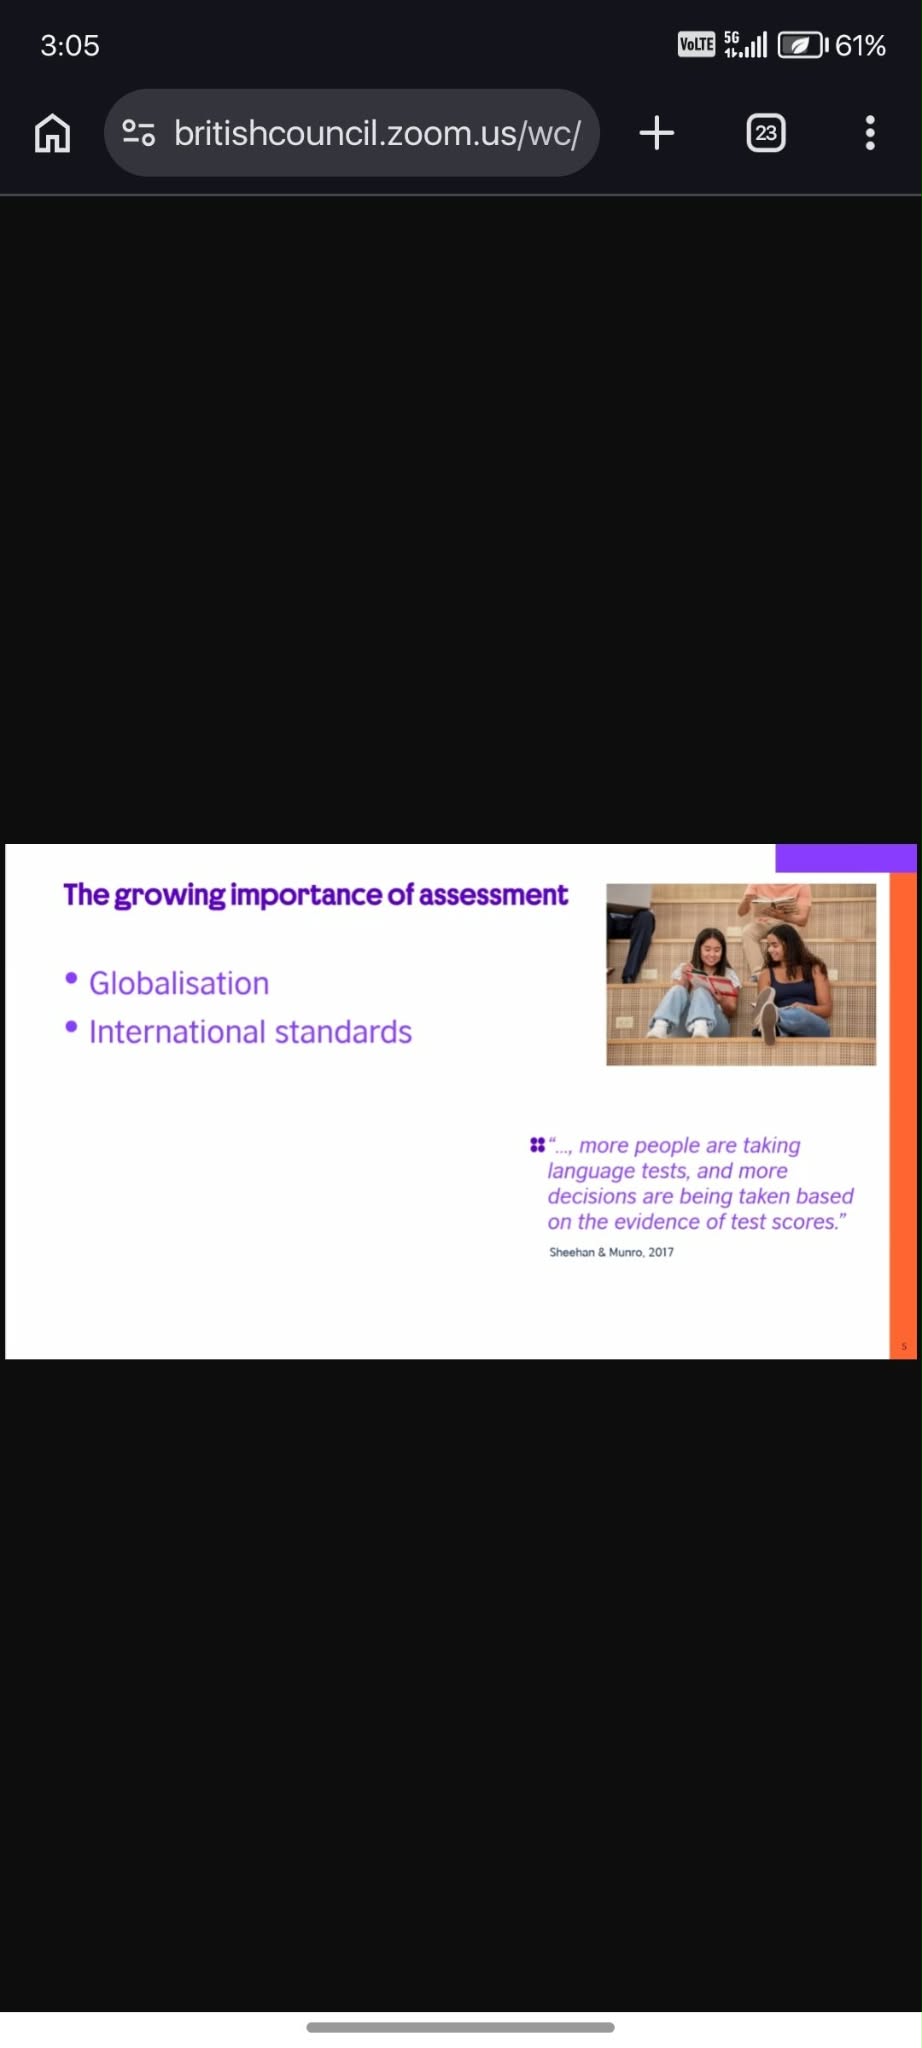 3:05
VoLTE 5G 61%
britishcouncil.zoom.us/wc/
23
The growing importance of assessment
• Globalisation
• International standards
“..., more people are taking
language tests, and more
decisions are being taken based
on the evidence of test scores.”
Sheehan & Munro, 2017
5